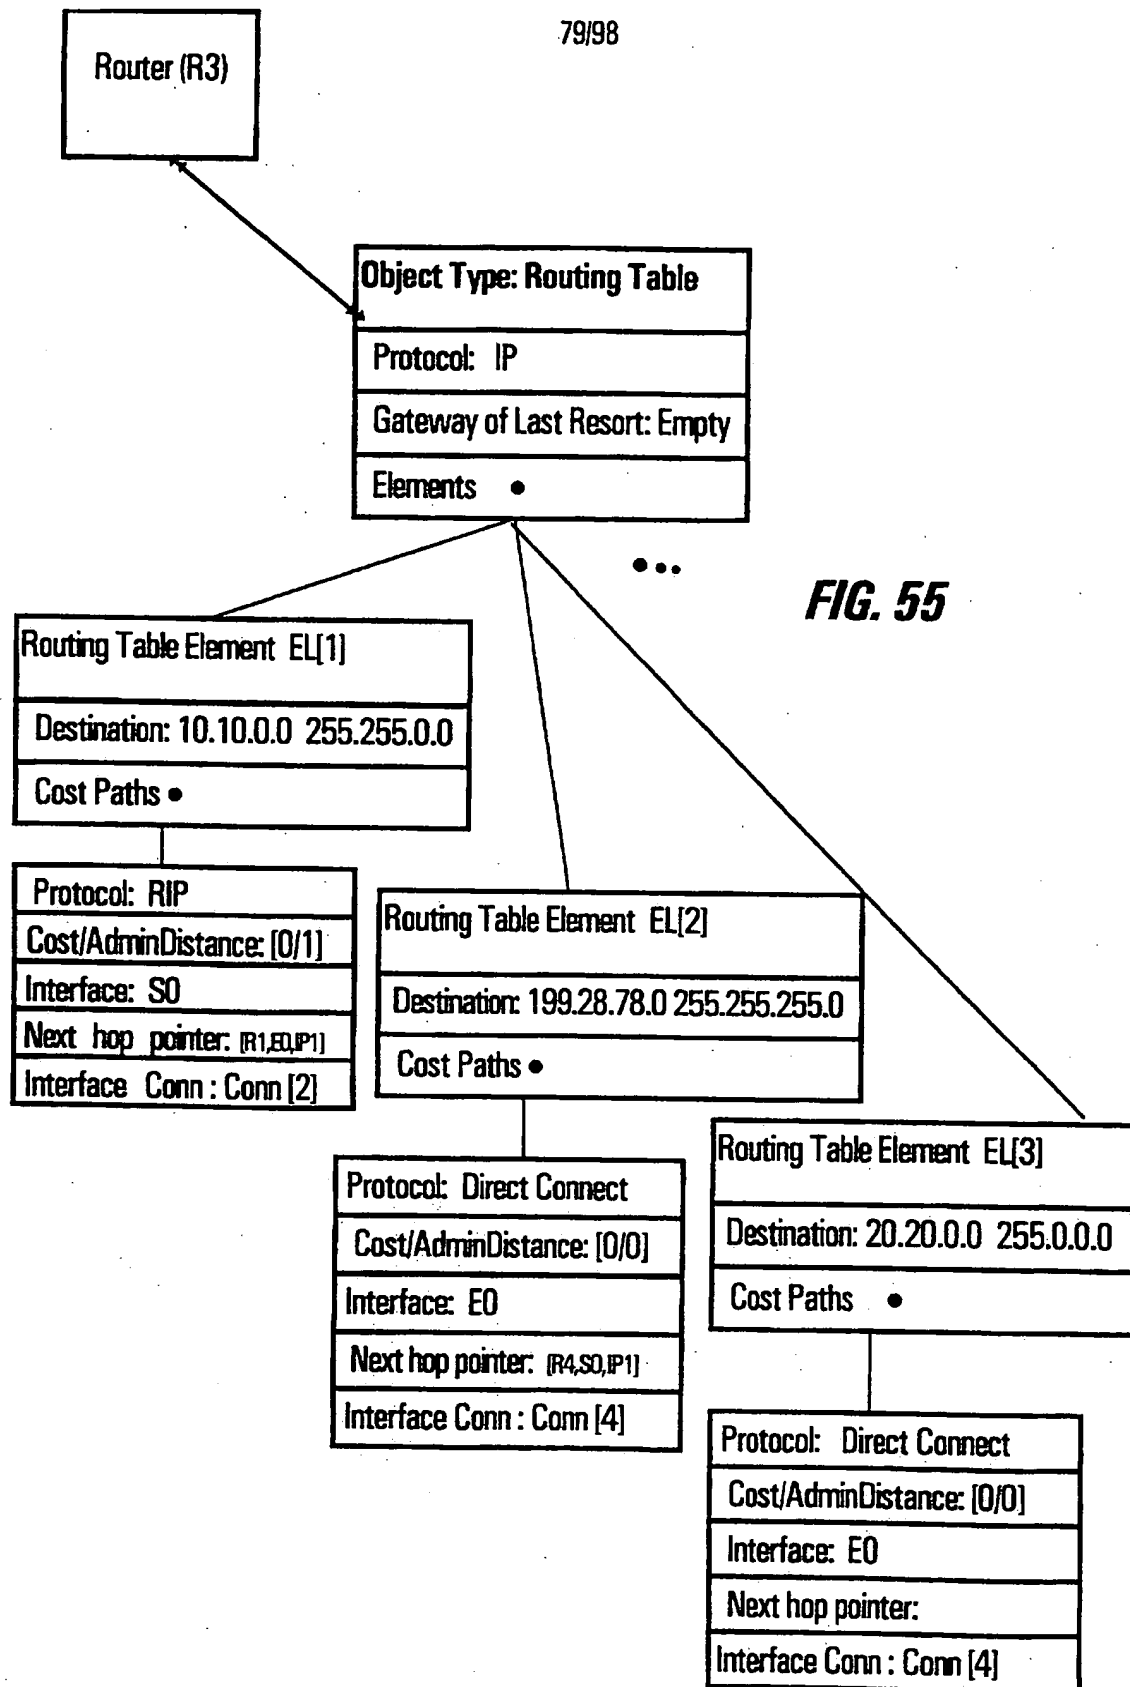 79/98
Router (R3)
Object Type: Routing Table
Protocol: IP
Gateway of Last Resort: Empty
Elements
FIG. 55
Routing Table Element EL[1]
Destination: 10.10.0.0 255.255.0.0
Cost Paths
Protocol: RIP
Cost/AdminDistance: [0/1]
Interface: S0
Next hop pointer: [R1,E0,IP1]
Interface Conn : Conn [2]
Routing Table Element EL[2]
Destination: 199.28.78.0 255.255.255.0
Cost Paths
Protocol: Direct Connect
Cost/AdminDistance: [0/0]
Interface: E0
Next hop pointer: [R4,S0,IP1]
Interface Conn : Conn [4]
Routing Table Element EL[3]
Destination: 20.20.0.0 255.0.0.0
Cost Paths
Protocol: Direct Connect
Cost/AdminDistance: [0/0]
Interface: E0
Next hop pointer:
Interface Conn : Conn [4]